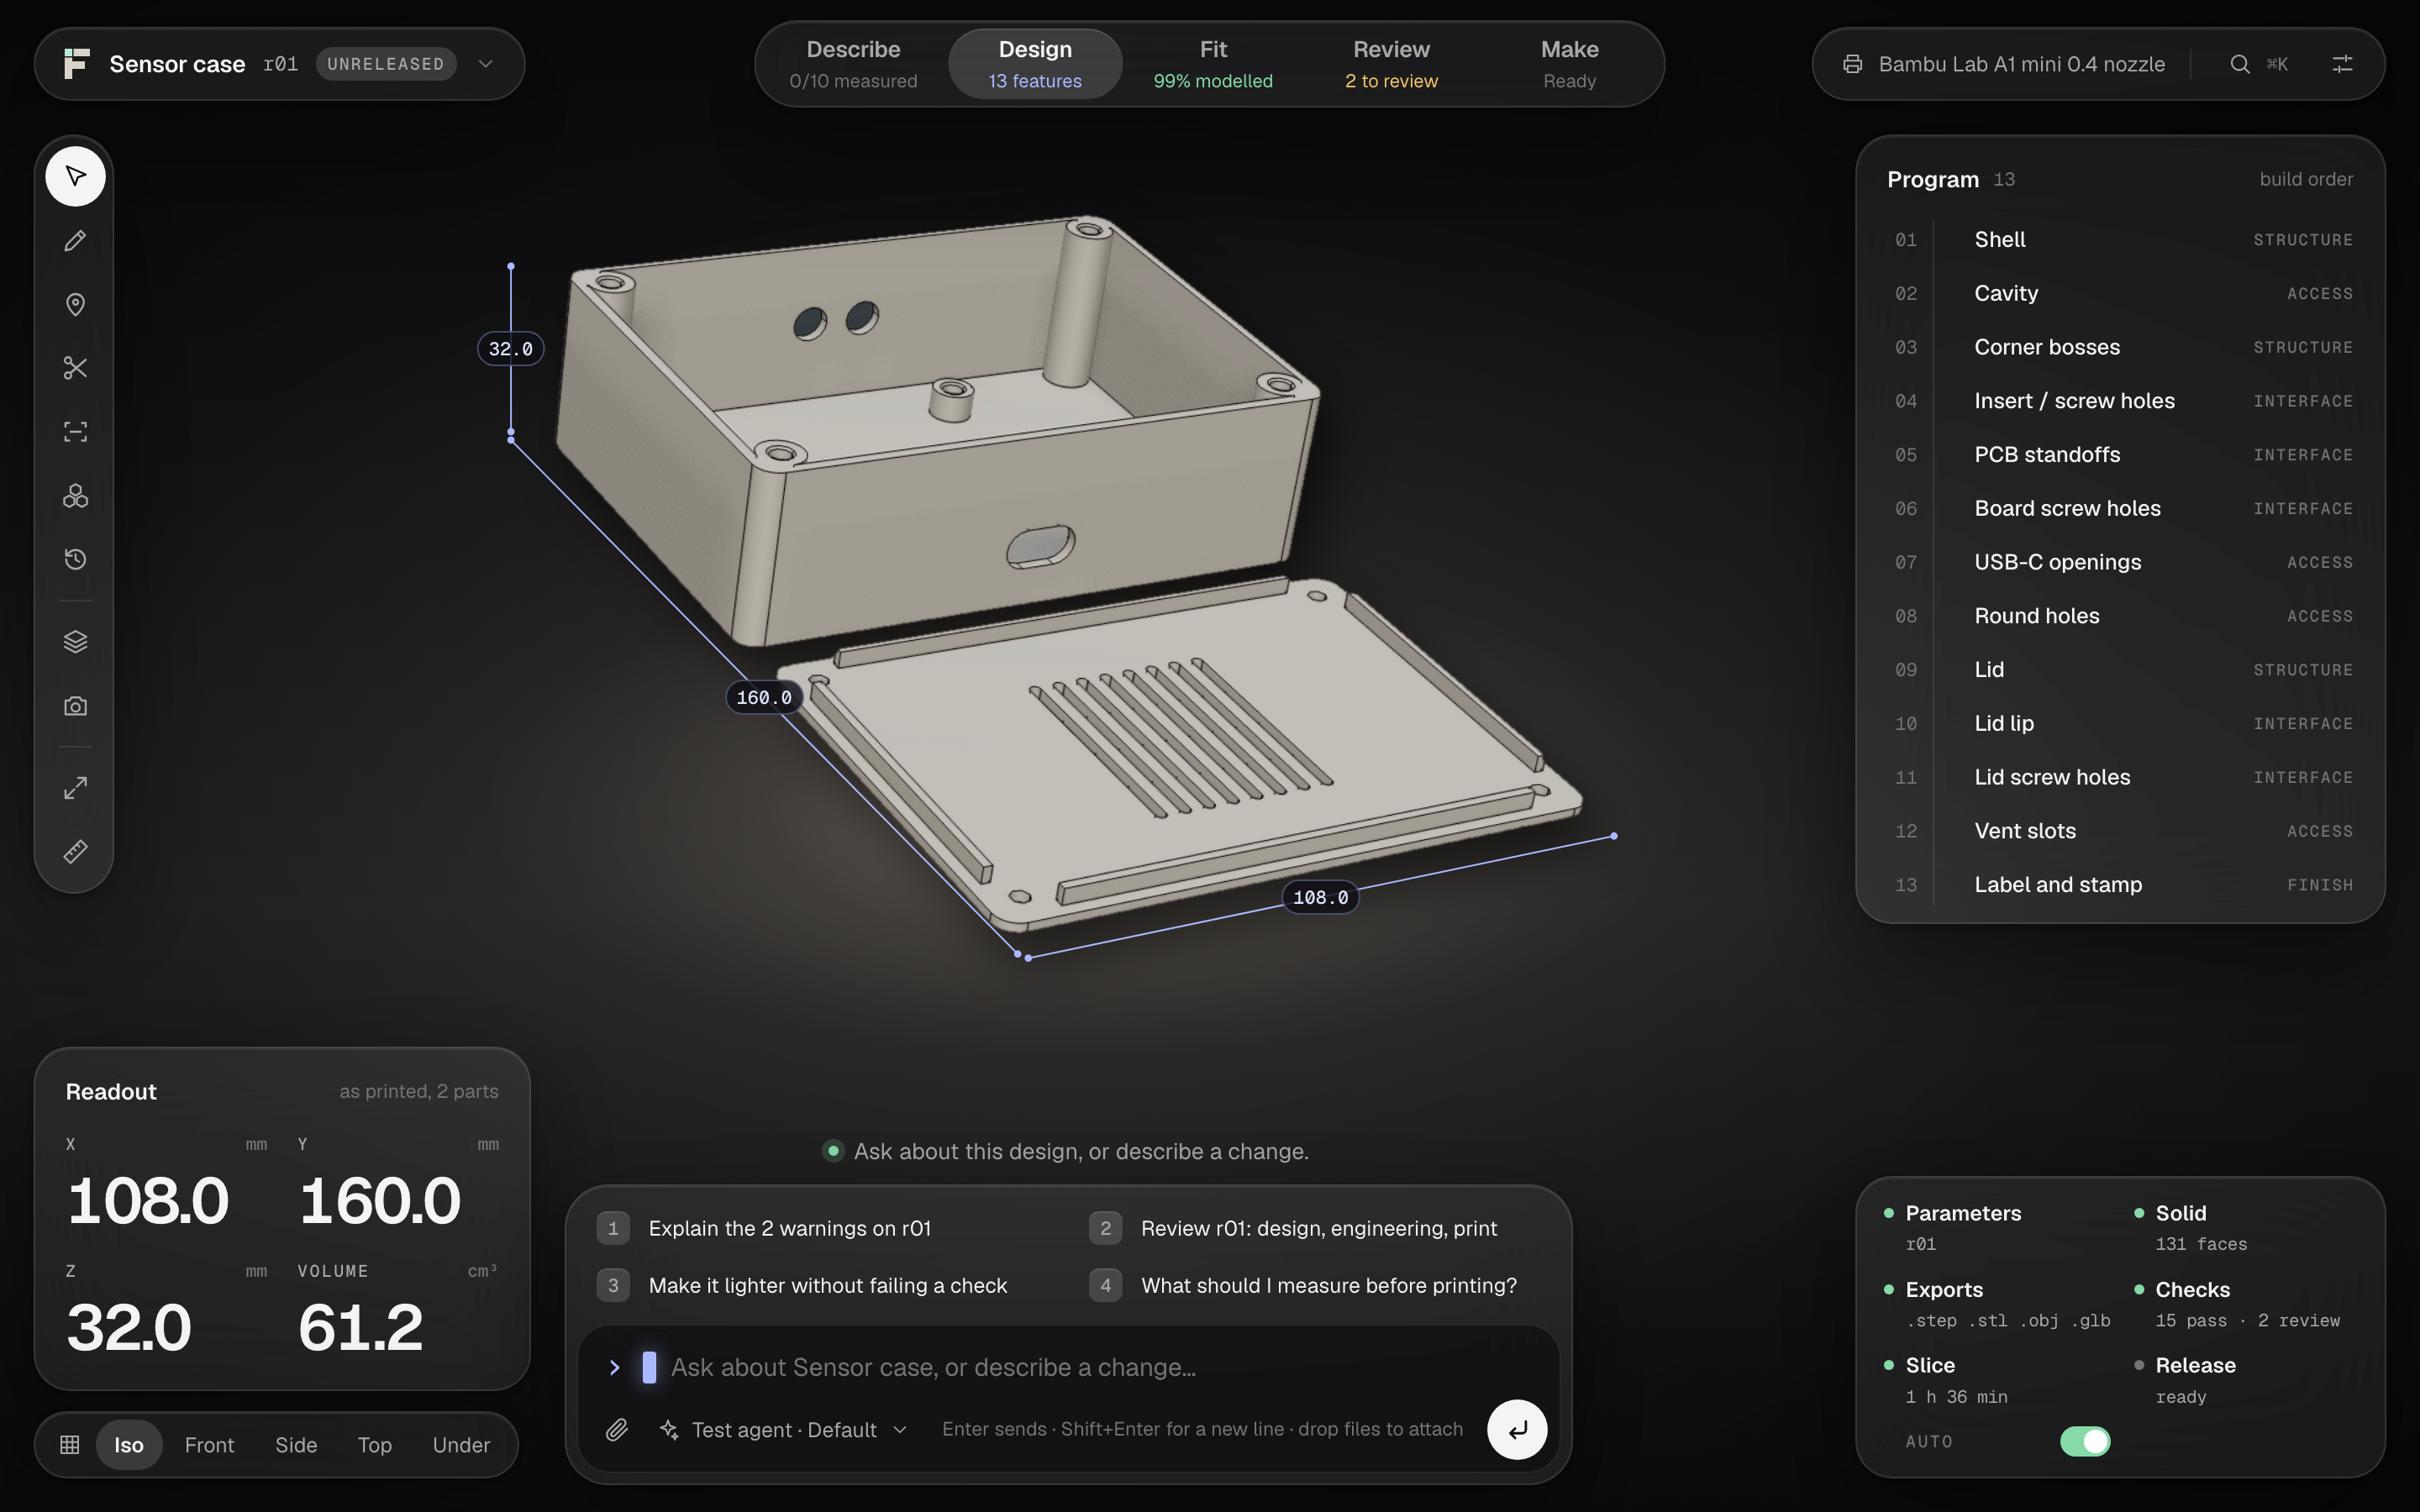 Sensor case r01 UNRELEASED
Describe
0/10 measured
Design
13 features
Fit
99% modelled
Review
2 to review
Make
Ready
Bambu Lab A1 mini 0.4 nozzle
⌘K
32.0
160.0
108.0
Program 13 build order
01 Shell STRUCTURE
02 Cavity ACCESS
03 Corner bosses STRUCTURE
04 Insert / screw holes INTERFACE
05 PCB standoffs INTERFACE
06 Board screw holes INTERFACE
07 USB-C openings ACCESS
08 Round holes ACCESS
09 Lid STRUCTURE
10 Lid lip INTERFACE
11 Lid screw holes INTERFACE
12 Vent slots ACCESS
13 Label and stamp FINISH
Readout as printed, 2 parts
X mm Y mm
108.0 160.0
Z mm VOLUME cm³
32.0 61.2
Iso Front Side Top Under
Ask about this design, or describe a change.
1 Explain the 2 warnings on r01
2 Review r01: design, engineering, print
3 Make it lighter without failing a check
4 What should I measure before printing?
Ask about Sensor case, or describe a change...
Test agent · Default
Enter sends · Shift+Enter for a new line · drop files to attach
Parameters
r01
Solid
131 faces
Exports
.step .stl .obj .glb
Checks
15 pass · 2 review
Slice
1 h 36 min
Release
ready
AUTO